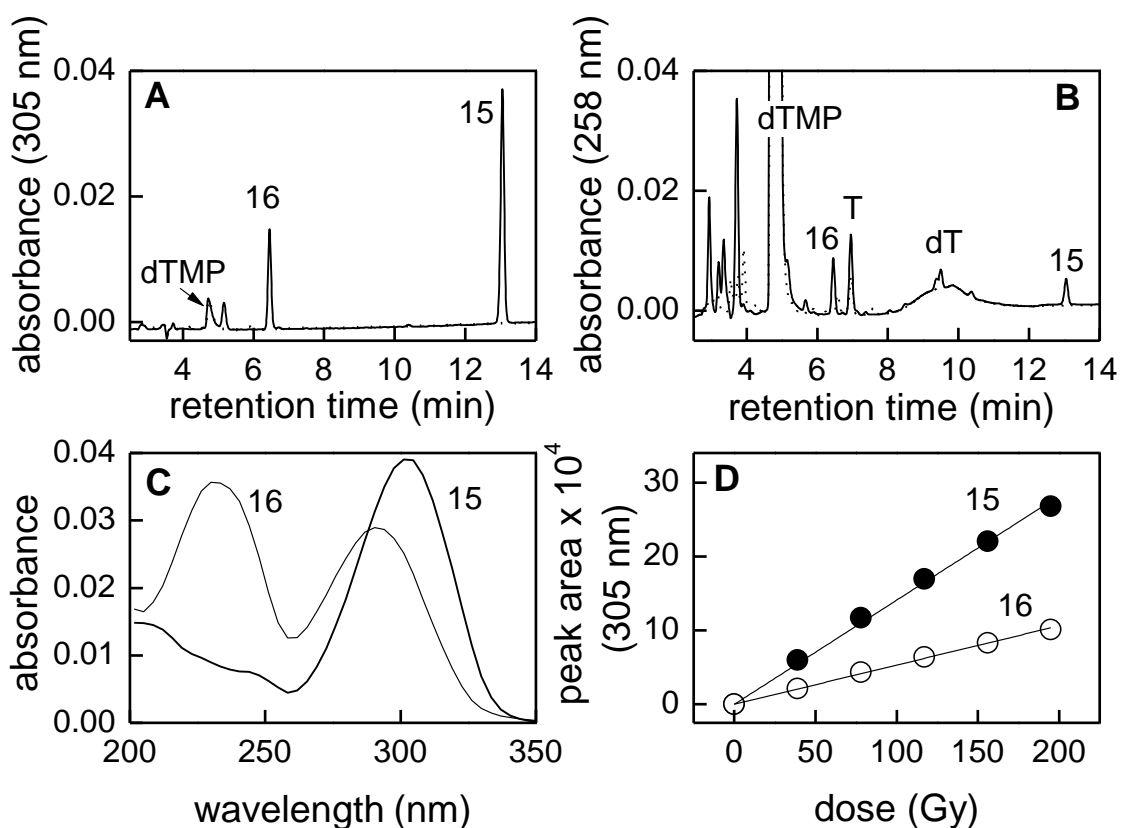 absorbance (305 nm)
0.04
0.02
0.00
A
15
16
dTMP
4 6 8 10 12 14
retention time (min)
absorbance (258 nm)
0.04
0.02
0.00
B
dTMP
16
T
dT
15
4 6 8 10 12 14
retention time (min)
absorbance
0.04
0.03
0.02
0.01
0.00
C
16
15
200 250 300 350
wavelength (nm)
peak area x 10⁴
(305 nm)
30
20
10
0
D
15
16
0 50 100 150 200
dose (Gy)